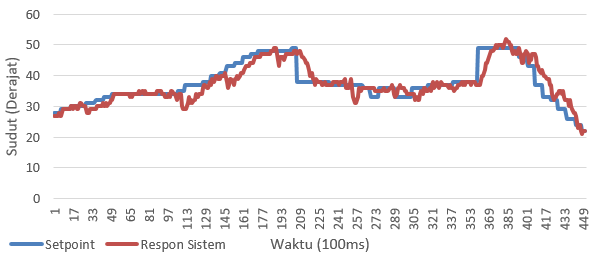 60
50
40
30
20
10
0
Sudut (Derajat)
1 17 33 49 65 81 97 113 129 145 161 177 193 209 225 241 257 273 289 305 321 337 353 369 385 401 417 433 449
Setpoint Respon Sistem Waktu (100ms)